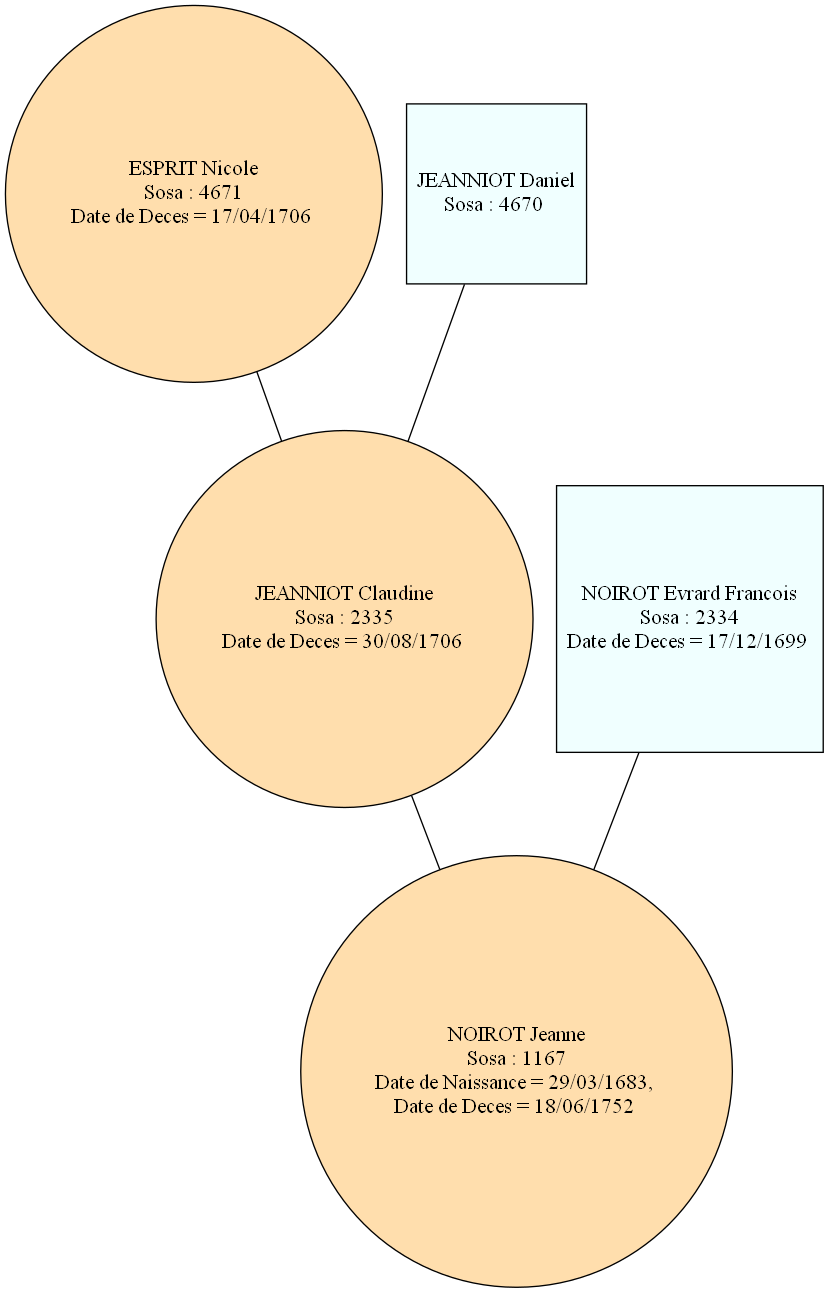 ESPRIT Nicole
Sosa : 4671
Date de Deces = 17/04/1706
JEANNIOT Daniel
Sosa : 4670
JEANNIOT Claudine
Sosa : 2335
Date de Deces = 30/08/1706
NOIROT Evrard Francois
Sosa : 2334
Date de Deces = 17/12/1699
NOIROT Jeanne
Sosa : 1167
Date de Naissance = 29/03/1683,
Date de Deces = 18/06/1752